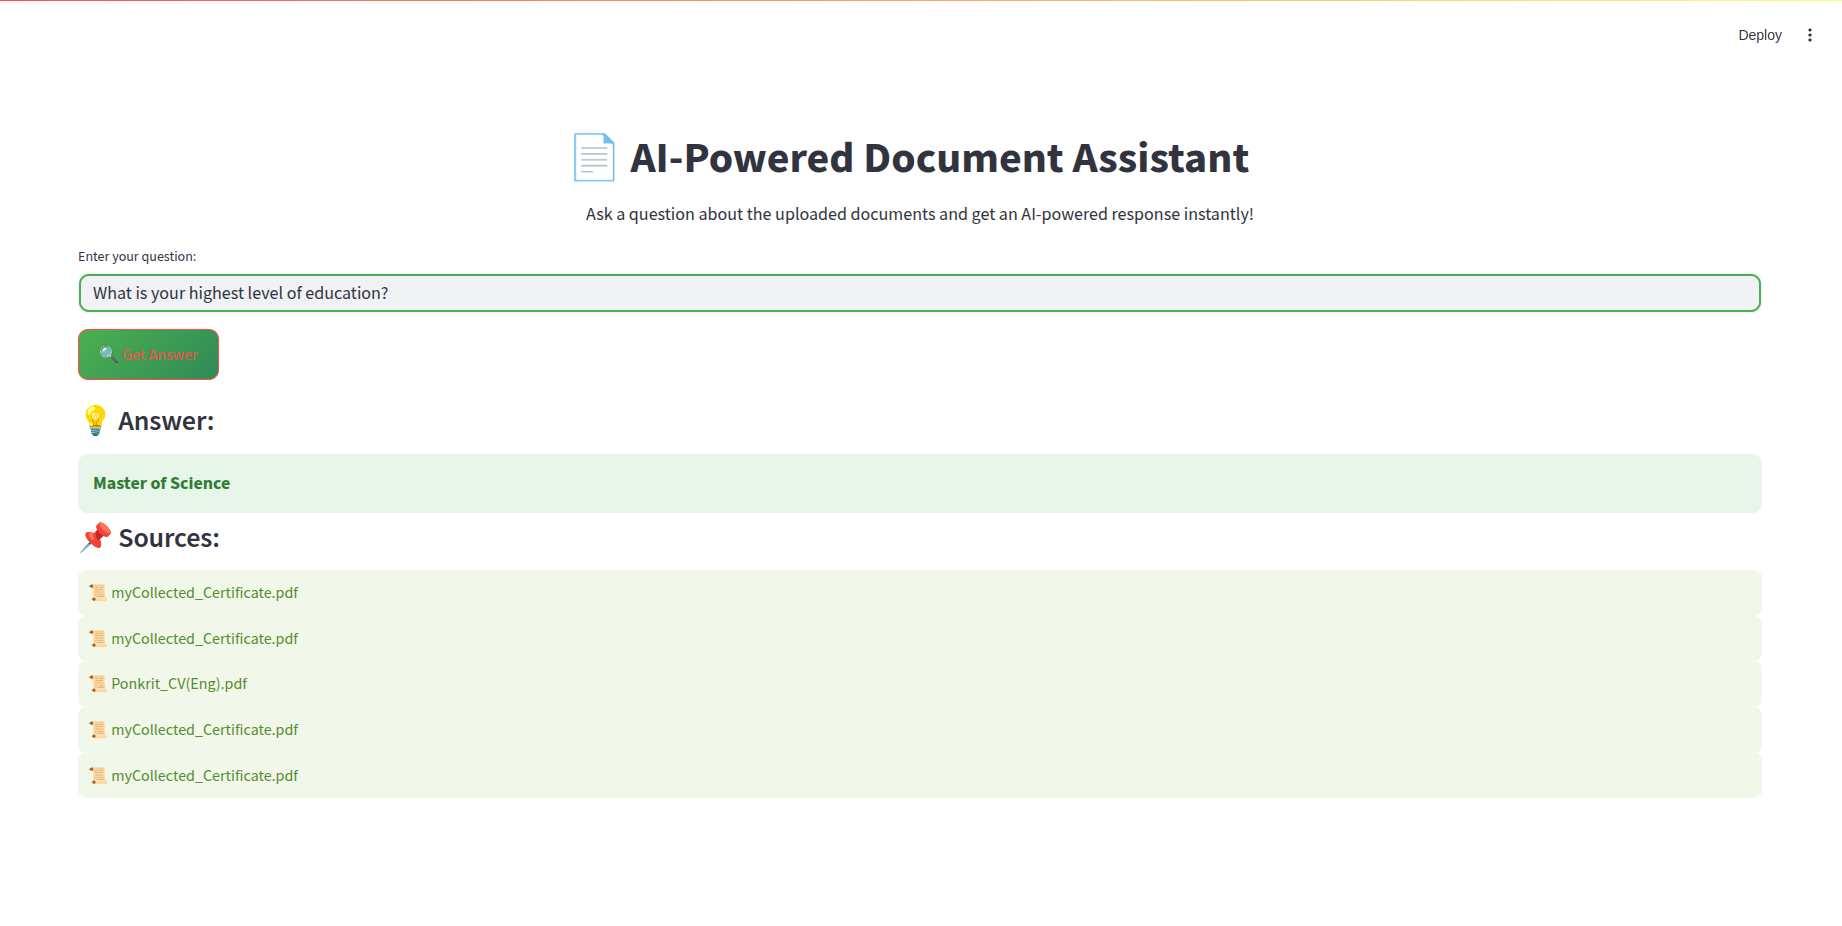 Deploy
AI-Powered Document Assistant
Ask a question about the uploaded documents and get an AI-powered response instantly!
Enter your question:
What is your highest level of education?
Get Answer
Answer:
Master of Science
Sources:
myCollected_Certificate.pdf
myCollected_Certificate.pdf
Ponkrit_CV(Eng).pdf
myCollected_Certificate.pdf
myCollected_Certificate.pdf